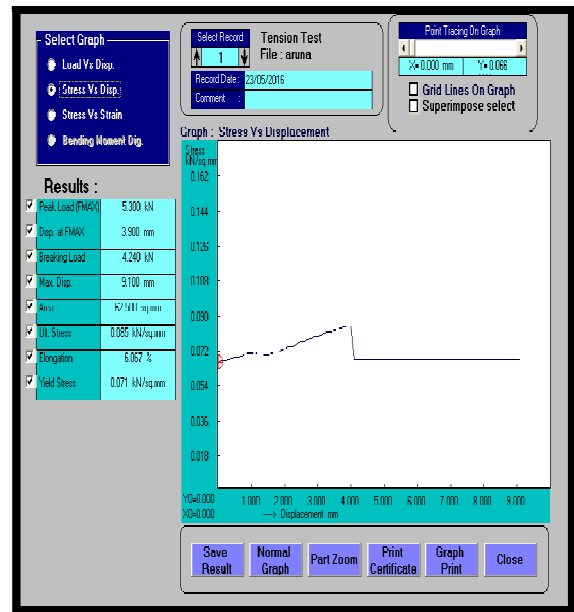 Select Graph
Load Vs Disp.
Stress Vs Disp.
Stress Vs Strain
Bending Moment Dig.
Select Record
1
Tension Test
File : aruna
Record Date :
23/05/2016
Comment :
Point Tracing On Graph
X= 0.000 mm
Y= 0.066
Grid Lines On Graph
Superimpose select
Results :
Peak Load (FMAX)
5.300 kN
Disp. at FMAX
3.900 mm
Breaking Load
4.240 kN
Max. Disp.
9.100 mm
Area
62.500 sq.mm
Ult. Stress
0.085 kN/sq.mm
Elongation
6.067 %
Yield Stress
0.071 kN/sq.mm
Graph : Stress Vs Displacement
Stress
kN/sq.mm
0.162
0.144
0.126
0.108
0.090
0.072
0.054
0.036
0.018
Y0=0.000
X0=0.000
1.000 2.000 3.000 4.000 5.000 6.000 7.000 8.000 9.000
---> Displacement mm
Save Result
Normal Graph
Part Zoom
Print Certificate
Graph Print
Close